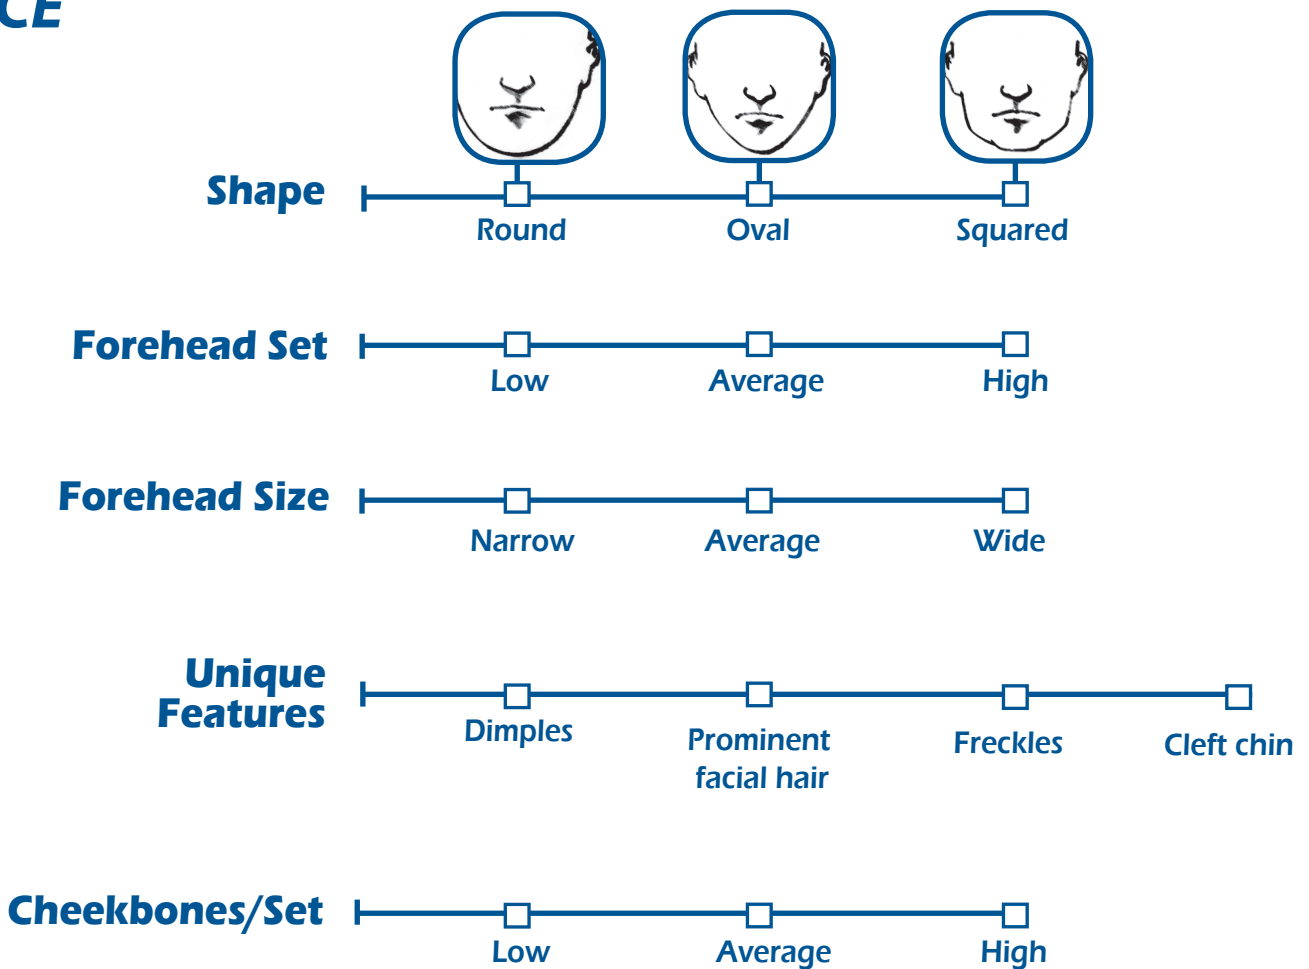 CE
Shape
Round Oval Squared
Forehead Set
Low Average High
Forehead Size
Narrow Average Wide
Unique
Features
Dimples Prominent Freckles Cleft chin
facial hair
Cheekbones/Set
Low Average High